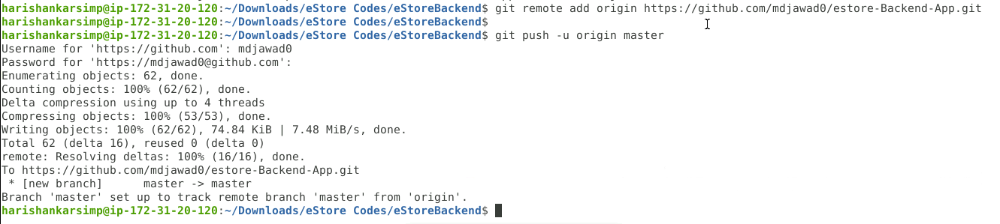 harishankarsimp@ip-172-31-20-120:~/Downloads/eStore Codes/eStoreBackend$ git remote add origin https://github.com/mdjawad0/estore-Backend-App.git
harishankarsimp@ip-172-31-20-120:~/Downloads/eStore Codes/eStoreBackend$
harishankarsimp@ip-172-31-20-120:~/Downloads/eStore Codes/eStoreBackend$ git push -u origin master
Username for 'https://github.com': mdjawad0
Password for 'https://mdjawad0@github.com':
Enumerating objects: 62, done.
Counting objects: 100% (62/62), done.
Delta compression using up to 4 threads
Compressing objects: 100% (53/53), done.
Writing objects: 100% (62/62), 74.84 KiB | 7.48 MiB/s, done.
Total 62 (delta 16), reused 0 (delta 0)
remote: Resolving deltas: 100% (16/16), done.
To https://github.com/mdjawad0/estore-Backend-App.git
 * [new branch]      master -> master
Branch 'master' set up to track remote branch 'master' from 'origin'.
harishankarsimp@ip-172-31-20-120:~/Downloads/eStore Codes/eStoreBackend$